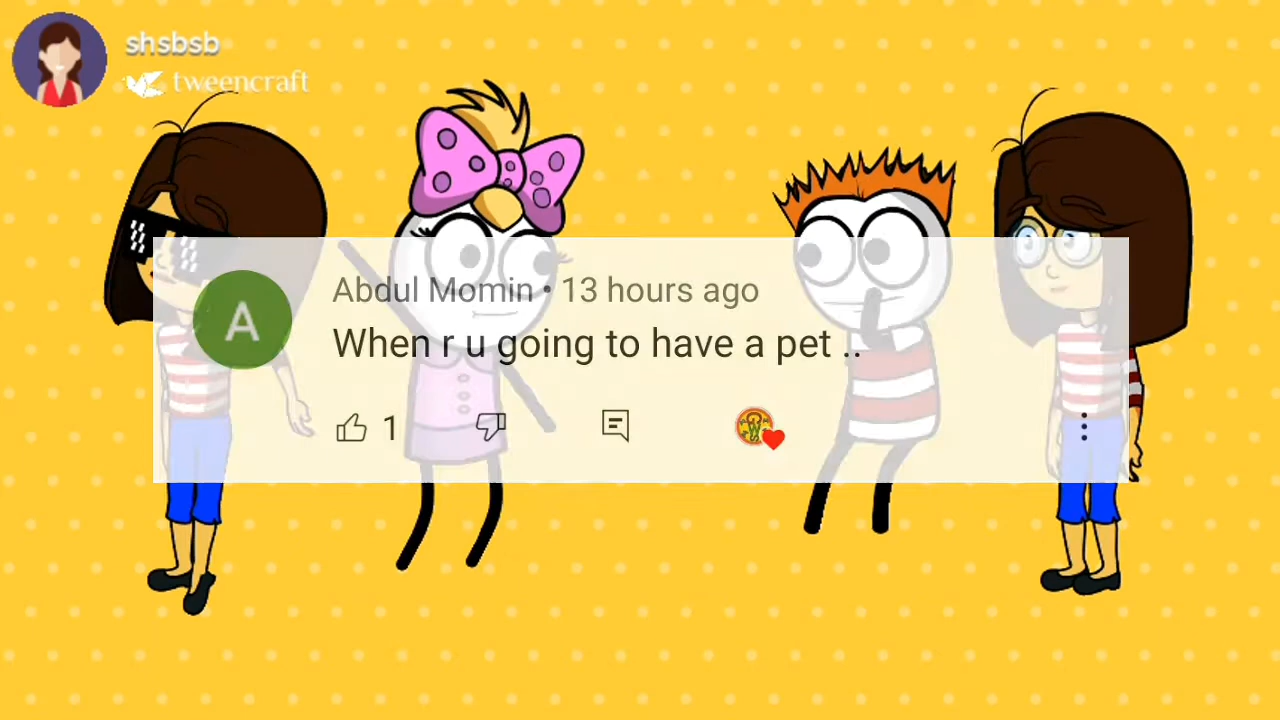 shsbsb
tweencraft
Abdul Momin • 13 hours ago
When r u going to have a pet ..
A
1